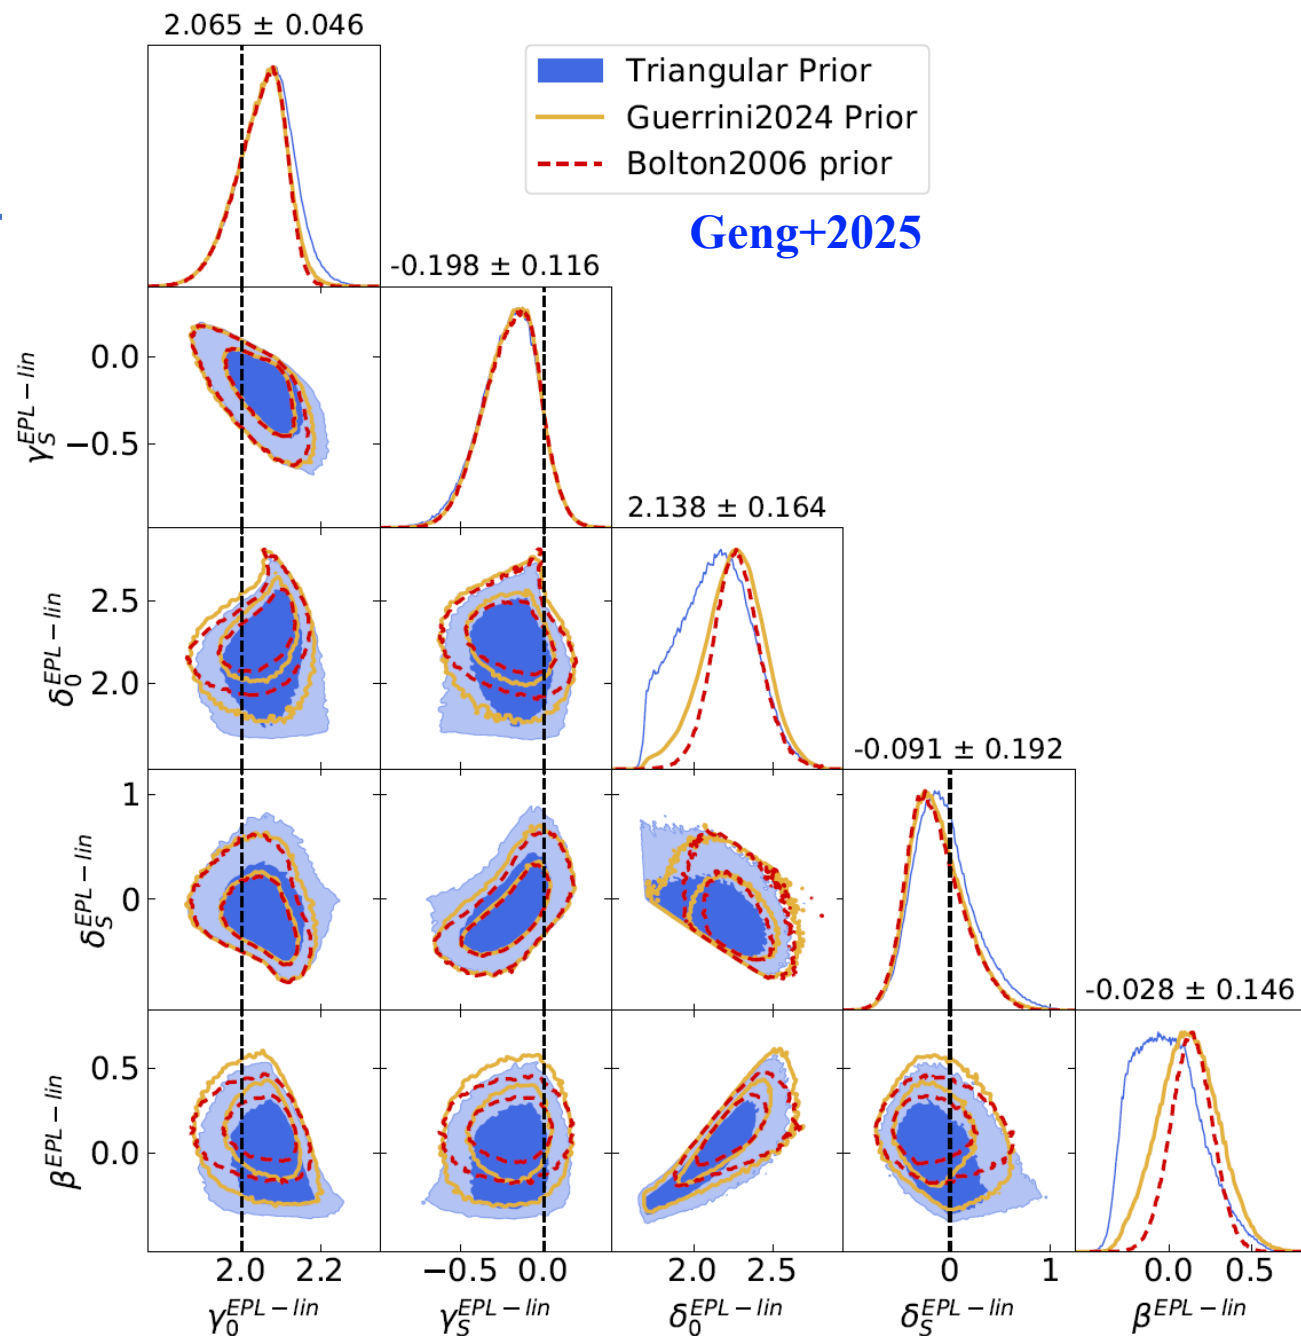 2.065 ± 0.046
Triangular Prior
Guerrini2024 Prior
Bolton2006 prior
Geng+2025
-0.198 ± 0.116
γ_S^{EPL-lin}
0.0
−0.5
2.138 ± 0.164
δ_0^{EPL-lin}
2.5
2.0
-0.091 ± 0.192
δ_S^{EPL-lin}
1
0
-0.028 ± 0.146
β^{EPL-lin}
0.5
0.0
2.0 2.2 −0.5 0.0 2.0 2.5 0 1 0.0 0.5
γ_0^{EPL-lin} γ_S^{EPL-lin} δ_0^{EPL-lin} δ_S^{EPL-lin} β^{EPL-lin}